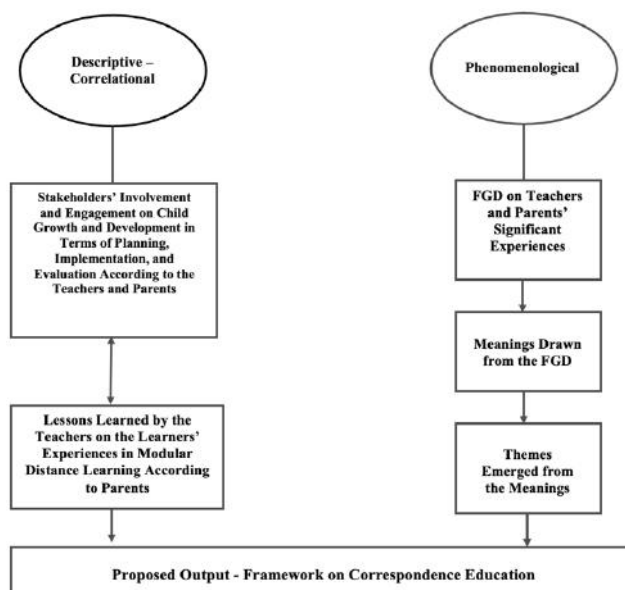 Descriptive –
Correlational
Phenomenological
Stakeholders' Involvement
and Engagement on Child
Growth and Development in
Terms of Planning,
Implementation, and
Evaluation According to the
Teachers and Parents
FGD on Teachers
and Parents'
Significant
Experiences
Meanings Drawn
from the FGD
Lessons Learned by the
Teachers on the Learners'
Experiences in Modular
Distance Learning According
to Parents
Themes
Emerged from
the Meanings
Proposed Output - Framework on Correspondence Education